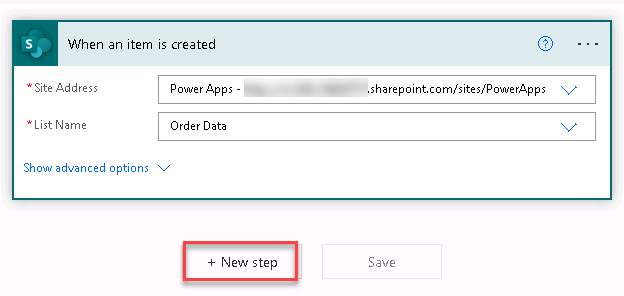 S
When an item is created
?
* Site Address
Power Apps - .sharepoint.com/sites/PowerApps
* List Name
Order Data
Show advanced options
+ New step
Save